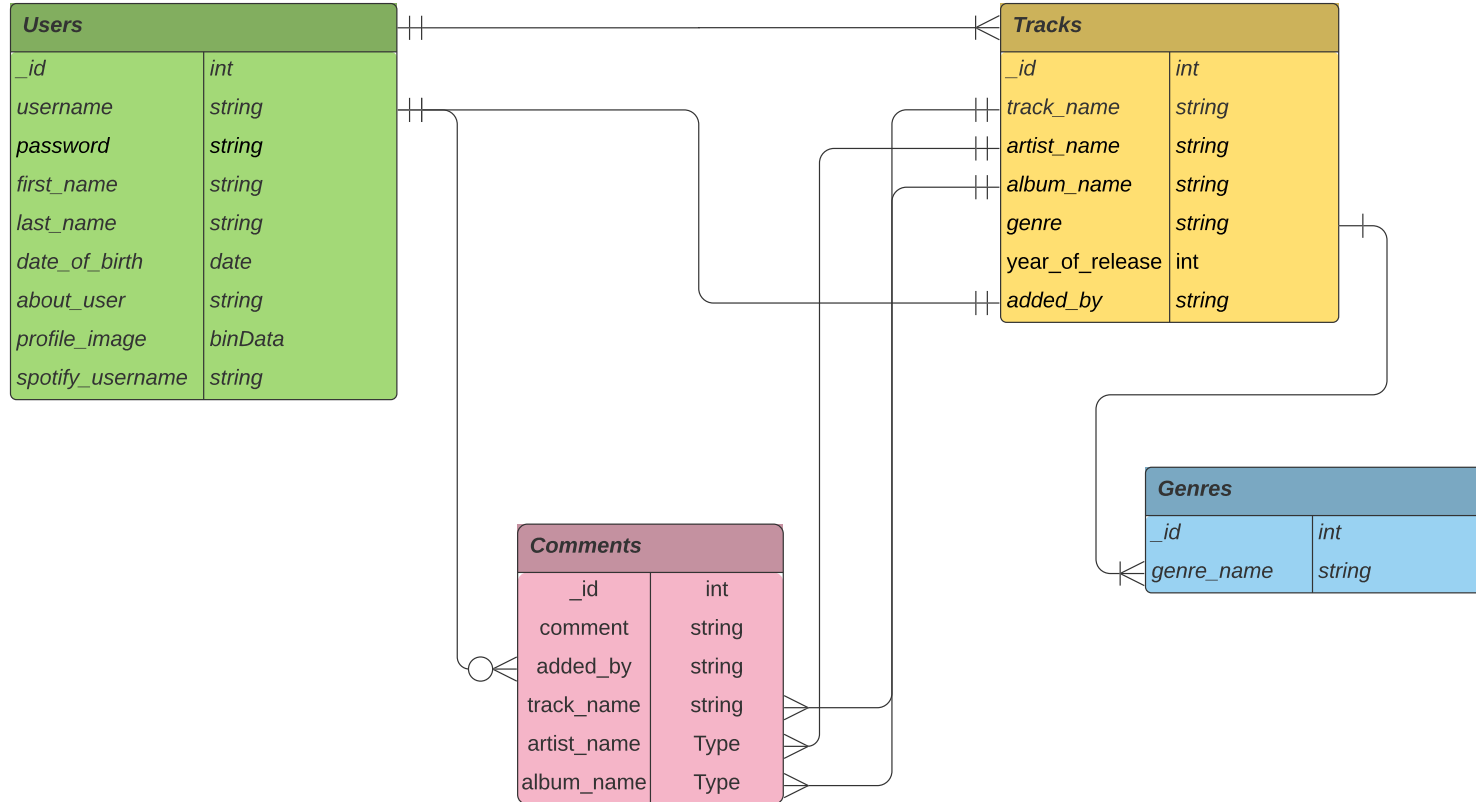 Users
_id int
username string
password string
first_name string
last_name string
date_of_birth date
about_user string
profile_image binData
spotify_username string
Tracks
_id int
track_name string
artist_name string
album_name string
genre string
year_of_release int
added_by string
Genres
_id int
genre_name string
Comments
_id int
comment string
added_by string
track_name string
artist_name Type
album_name Type